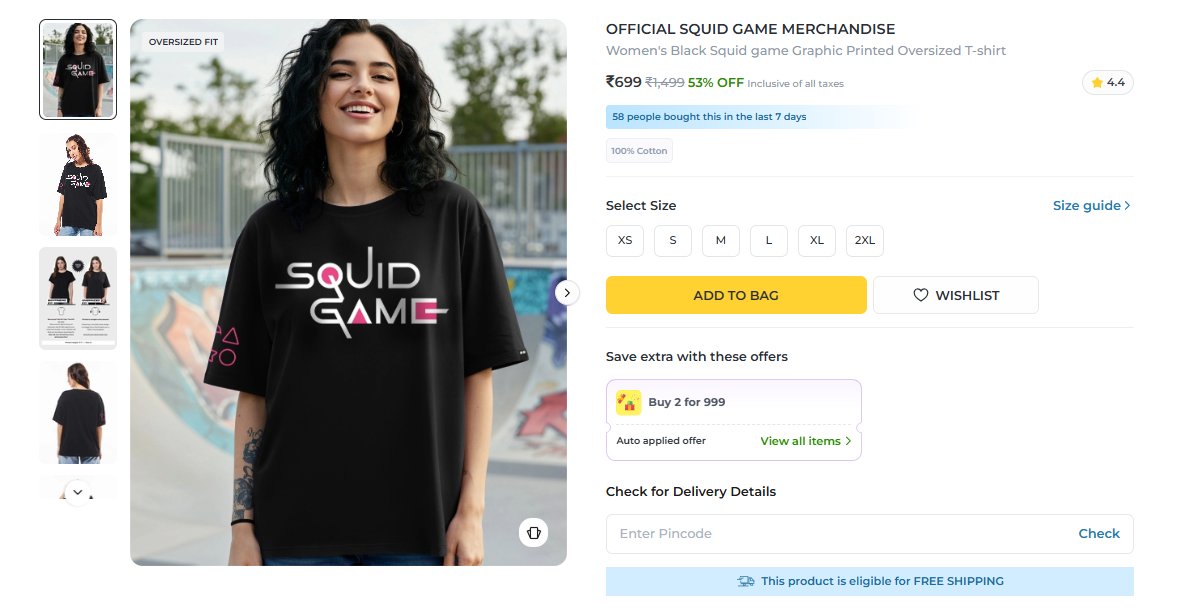 OVERSIZED FIT
SQUID
GAME
OFFICIAL SQUID GAME MERCHANDISE
Women's Black Squid game Graphic Printed Oversized T-shirt
₹699 ₹1,499 53% OFF Inclusive of all taxes
4.4
58 people bought this in the last 7 days
100% Cotton
Select Size
Size guide
XS S M L XL 2XL
ADD TO BAG
WISHLIST
Save extra with these offers
Buy 2 for 999
Auto applied offer
View all items
Check for Delivery Details
Enter Pincode
Check
This product is eligible for FREE SHIPPING